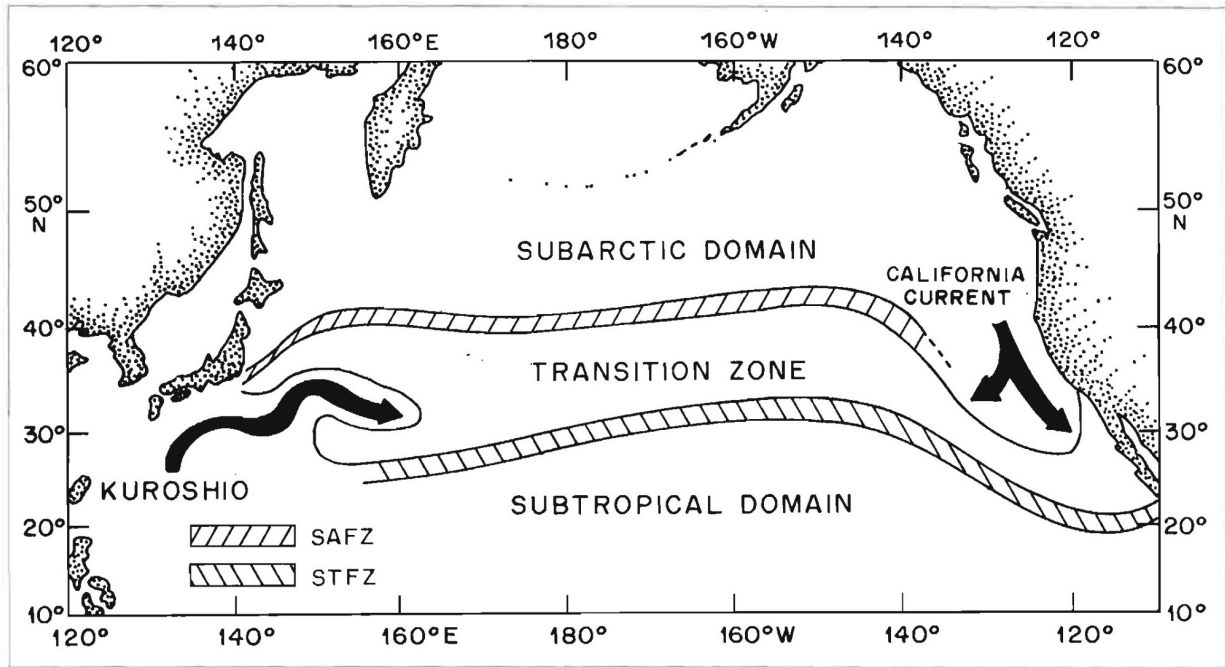 120° 140° 160°E 180° 160°W 140° 120°
60° 60°
50° 50°
N N
SUBARCTIC DOMAIN
CALIFORNIA
CURRENT
40° 40°
TRANSITION ZONE
30° 30°
KUROSHIO
SUBTROPICAL DOMAIN
20° 20°
SAFZ
STFZ
10° 10°
120° 140° 160°E 180° 160°W 140° 120°